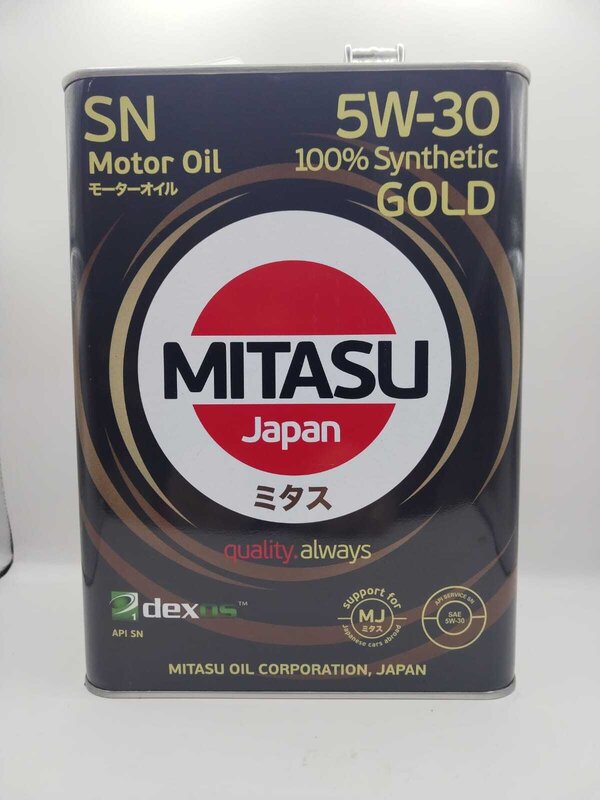 SN
Motor Oil
モーターオイル
5W-30
100% Synthetic
GOLD
MITASU
Japan
ミタス
quality.always
1
dexos™
API SN
support for
MJ
ミタス
Japanese cars abroad
API SERVICE SN
SAE
5W-30
MITASU OIL CORPORATION, JAPAN